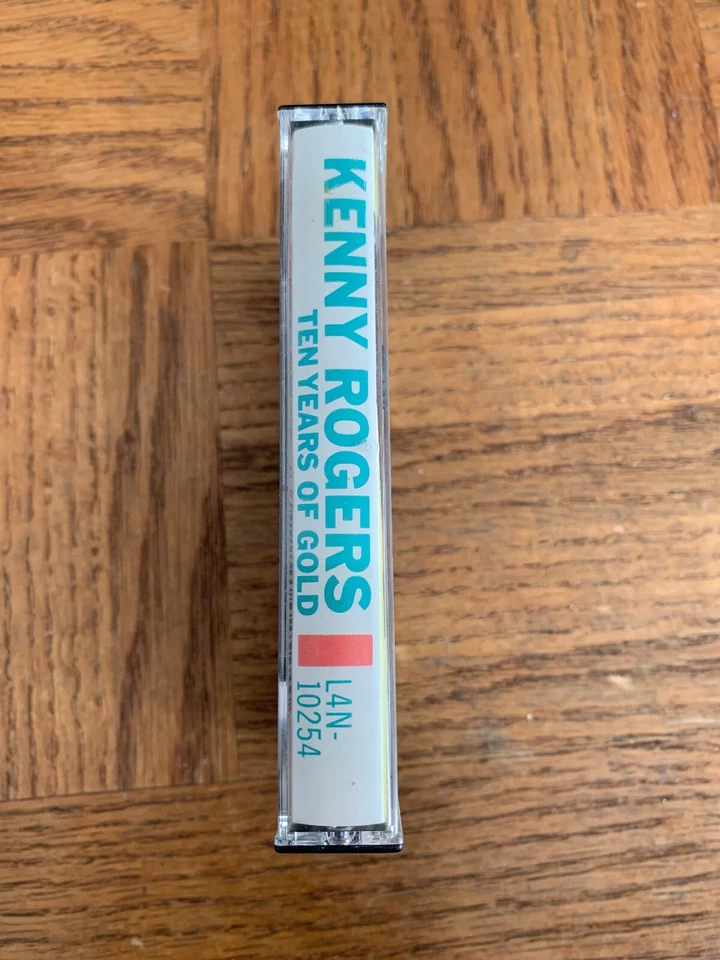 KENNY ROGERS
TEN YEARS OF GOLD
L4N-
10254